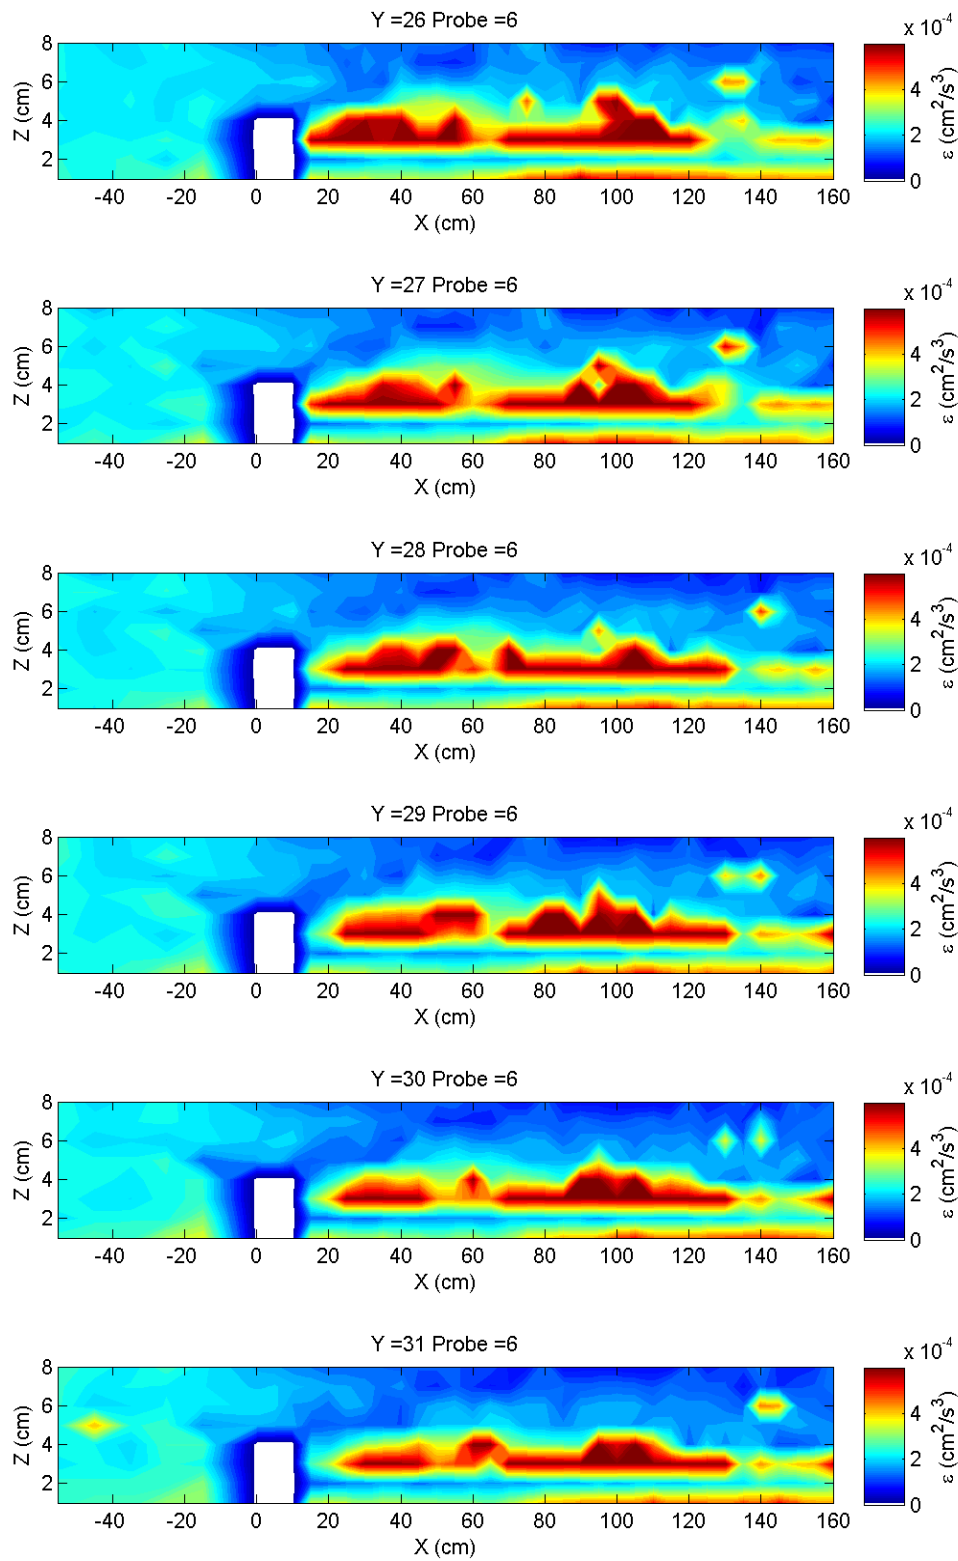 Y =26 Probe =6
x 10^-4
8
6
4
2
Z (cm)
-40 -20 0 20 40 60 80 100 120 140 160
X (cm)
4
2
0
ε (cm^2/s^3)
Y =27 Probe =6
x 10^-4
8
6
4
2
Z (cm)
-40 -20 0 20 40 60 80 100 120 140 160
X (cm)
4
2
0
ε (cm^2/s^3)
Y =28 Probe =6
x 10^-4
8
6
4
2
Z (cm)
-40 -20 0 20 40 60 80 100 120 140 160
X (cm)
4
2
0
ε (cm^2/s^3)
Y =29 Probe =6
x 10^-4
8
6
4
2
Z (cm)
-40 -20 0 20 40 60 80 100 120 140 160
X (cm)
4
2
0
ε (cm^2/s^3)
Y =30 Probe =6
x 10^-4
8
6
4
2
Z (cm)
-40 -20 0 20 40 60 80 100 120 140 160
X (cm)
4
2
0
ε (cm^2/s^3)
Y =31 Probe =6
x 10^-4
8
6
4
2
Z (cm)
-40 -20 0 20 40 60 80 100 120 140 160
X (cm)
4
2
0
ε (cm^2/s^3)